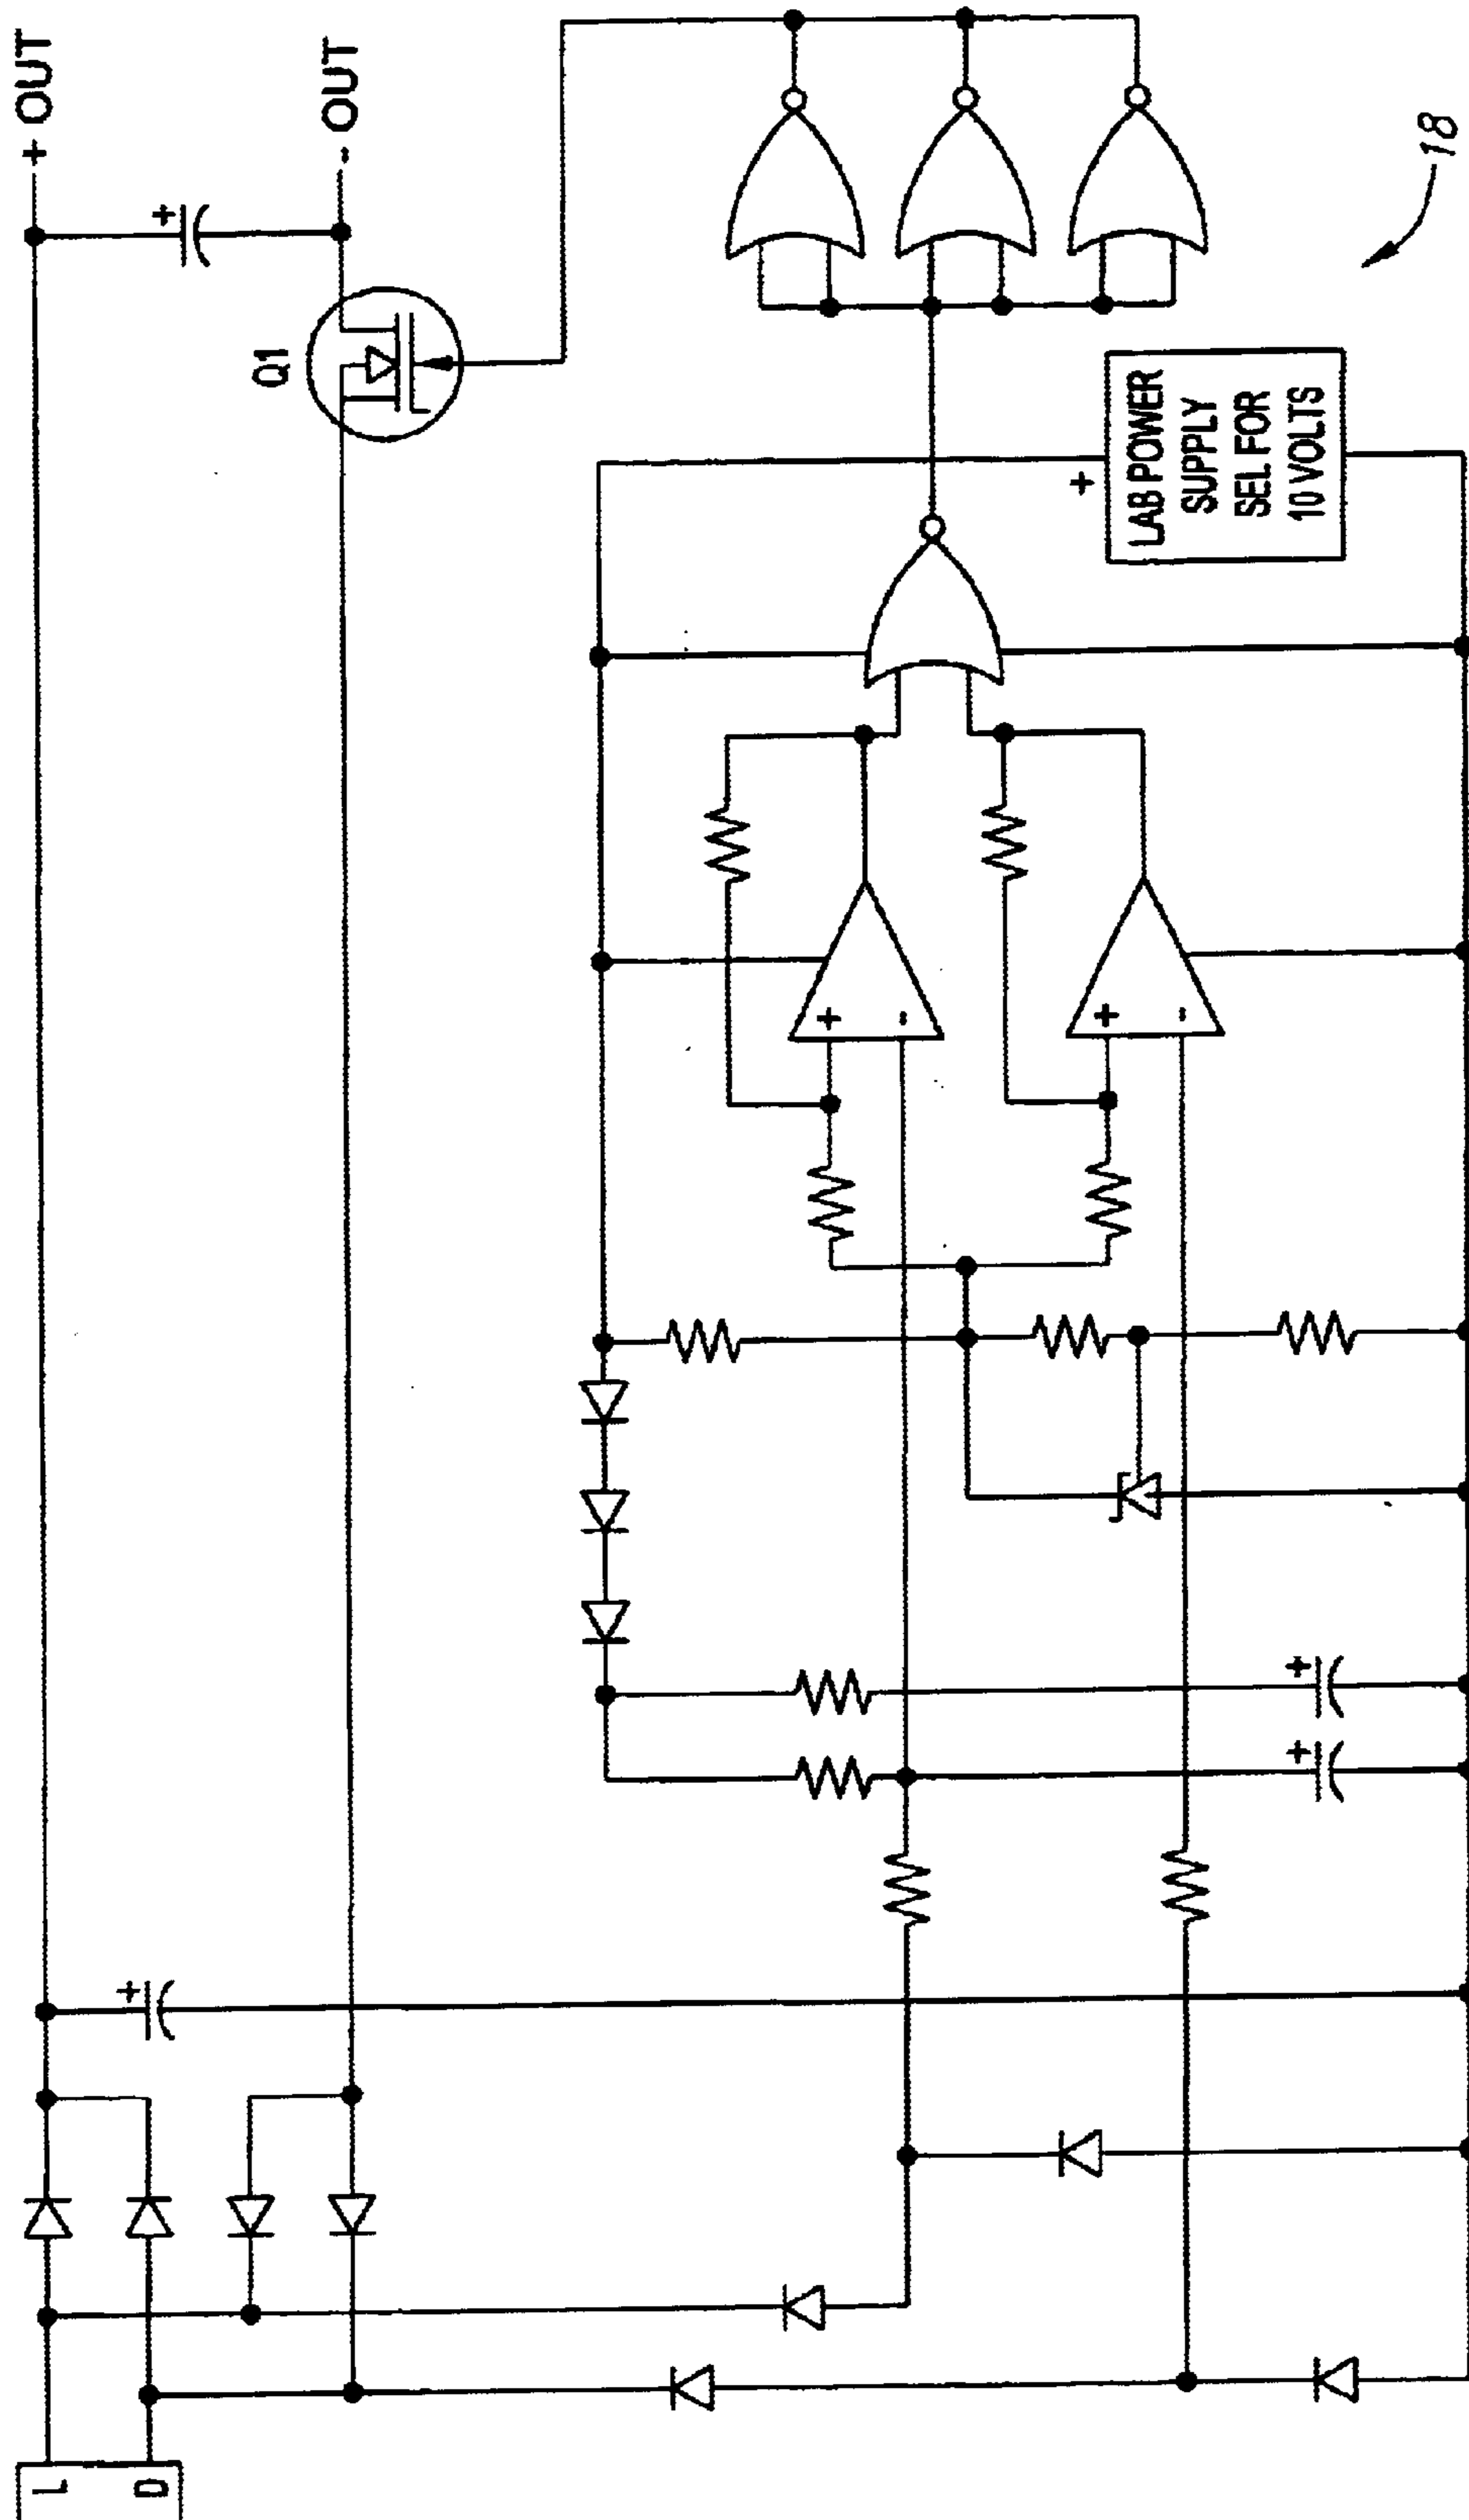 + OUT
- OUT
Q1
+
+
18
LAB POWER
SUPPLY
SEL FOR
10 VOLTS
+
+ -
+ -
+
+
L
D